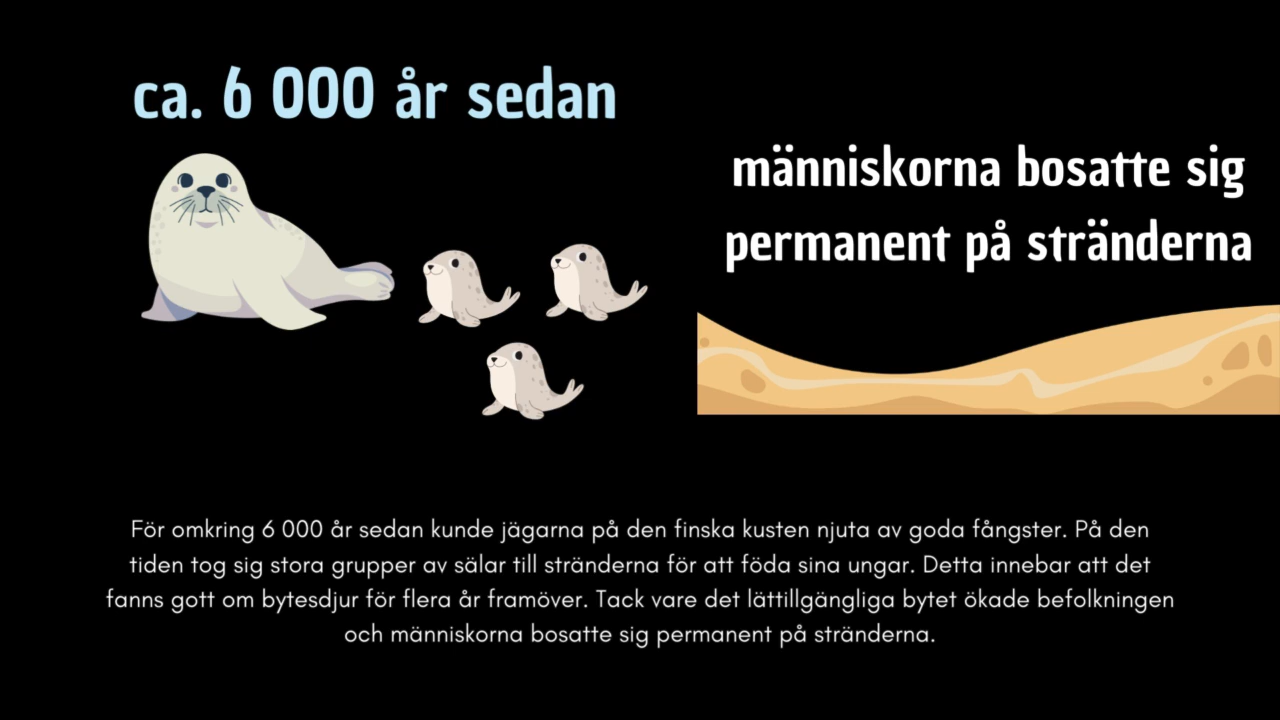 ca. 6 000 år sedan
människorna bosatte sig
permanent på stränderna
För omkring 6 000 år sedan kunde jägarna på den finska kusten njuta av goda fångster. På den
tiden tog sig stora grupper av sälar till stränderna för att föda sina ungar. Detta innebar att det
fanns gott om bytesdjur för flera år framöver. Tack vare det lättillgängliga bytet ökade befolkningen
och människorna bosatte sig permanent på stränderna.